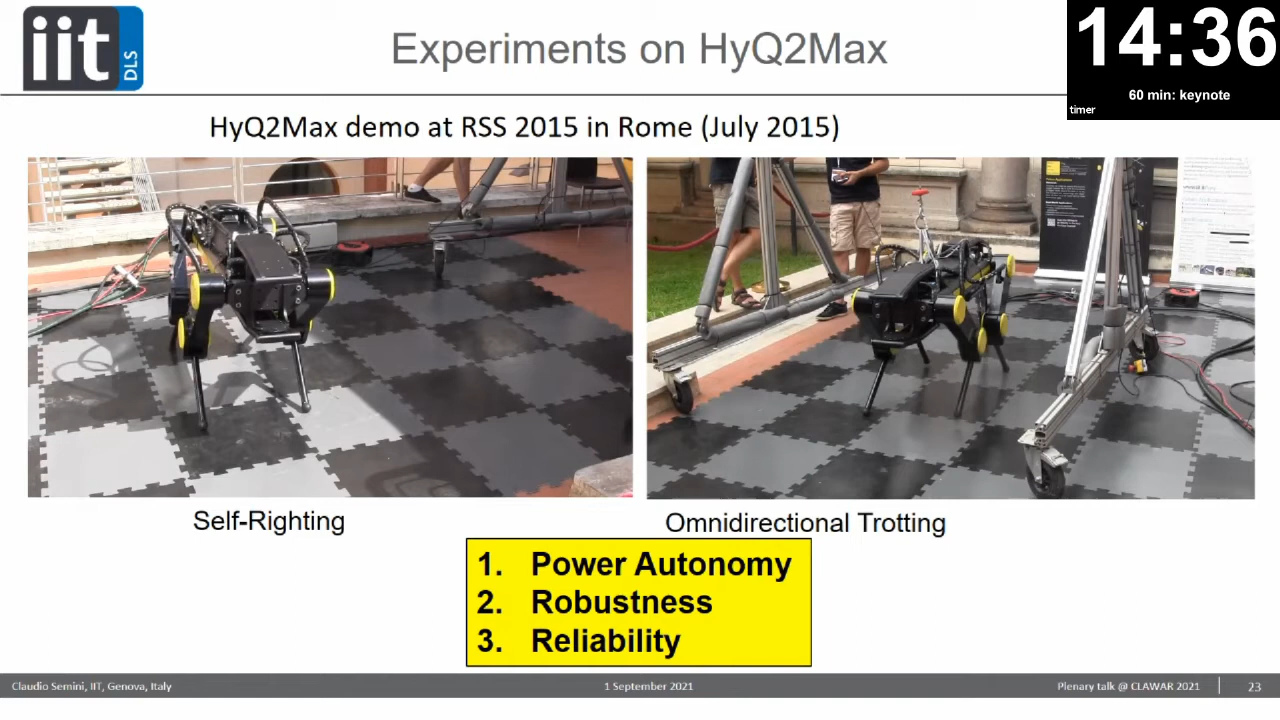 iit
DLS
Experiments on HyQ2Max
14:36
60 min: keynote
timer
HyQ2Max demo at RSS 2015 in Rome (July 2015)
Self-Righting
Omnidirectional Trotting
1. Power Autonomy
2. Robustness
3. Reliability
Claudio Semini, IIT, Genova, Italy
1 September 2021
Plenary talk @ CLAWAR 2021
23